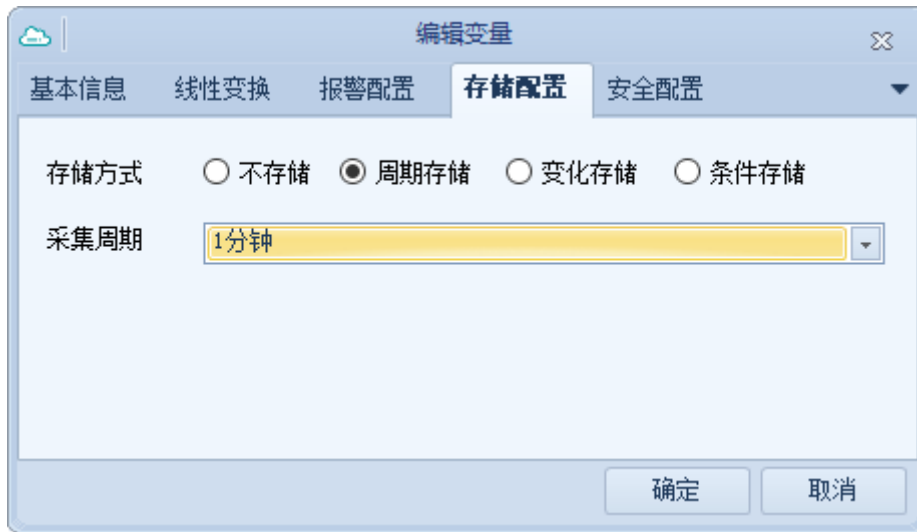 编辑变量
基本信息 线性变换 报警配置 存储配置 安全配置
存储方式 不存储 周期存储 变化存储 条件存储
采集周期 1分钟
确定 取消